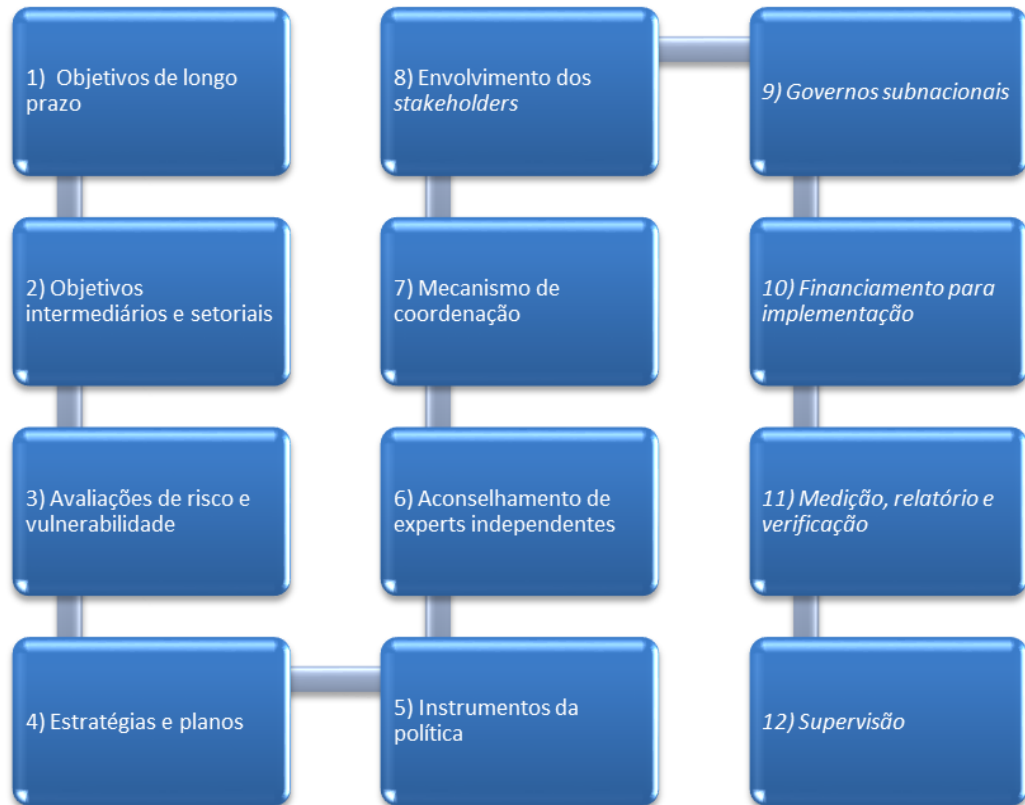 1) Objetivos de longo
prazo
2) Objetivos
intermediários e setoriais
3) Avaliações de risco e
vulnerabilidade
4) Estratégias e planos
5) Instrumentos da
política
6) Aconselhamento de
experts independentes
7) Mecanismo de
coordenação
8) Envolvimento dos
stakeholders
9) Governos subnacionais
10) Financiamento para
implementação
11) Medição, relatório e
verificação
12) Supervisão